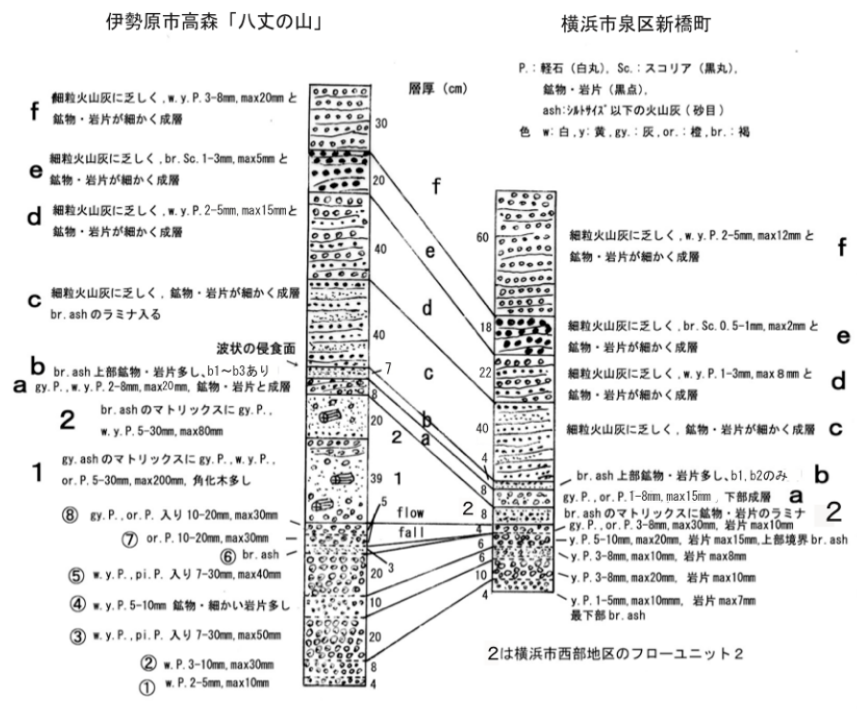 伊勢原市高森「八丈の山」
横浜市泉区新橋町
P.: 軽石 (白丸), Sc.: スコリア (黒丸),
鉱物・岩片 (黒点),
ash:ｼﾙﾄｻｲｽﾞ 以下の火山灰 ( 砂目)
色 w: 白, y: 黄, gy.: 灰, or.: 橙, br.: 褐
層厚 (cm)
f 細粒火山灰に乏しく, w.y.P. 3-8mm, max20mm と
鉱物・岩片が細かく成層
e 細粒火山灰に乏しく, br.Sc. 1-3mm, max5mm と
鉱物・岩片が細かく成層
d 細粒火山灰に乏しく, w.y.P. 2-5mm, max15mm と
鉱物・岩片が細かく成層
c 細粒火山灰に乏しく, 鉱物・岩片が細かく成層
br.ash のラミナ入る
波状の侵食面
b br.ash 上部鉱物・岩片多し、b1～b3あり
a gy.P., w.y.P. 2-8mm, max20mm, 鉱物・岩片と成層
2 br.ash のマトリックスに gy.P.,
w.y.P. 5-30mm, max80mm
1 gy.ash のマトリックスに gy.P., w.y.P.,
or.P. 5-30mm, max200mm, 角化木多し
⑧ gy.P., or.P. 入り 10-20mm, max30mm
⑦ or.P. 10-20mm, max30mm
⑥ br.ash
⑤ w.y.P., pi.P. 入り 7-30mm, max40mm
④ w.y.P. 5-10mm 鉱物・細かい岩片多し
③ w.y.P., pi.P. 入り 7-30mm, max50mm
② w.P. 3-10mm, max30mm
① w.P. 2-5mm, max10mm
30
20
40
40
7
8
20
39
5
3
20
10
20
8
4
f
e
d
c
b
a
2
1
2
flow
fall
60
18
22
40
4
8
8
4
6
6
10
4
細粒火山灰に乏しく, w.y.P. 2-5mm, max12mm と f
鉱物・岩片が細かく成層
細粒火山灰に乏しく, br.Sc. 0.5-1mm, max2mm と e
鉱物・岩片が細かく成層
細粒火山灰に乏しく, w.y.P. 1-3mm, max 8mm と d
鉱物・岩片が細かく成層
細粒火山灰に乏しく, 鉱物・岩片が細かく成層 c
br.ash 上部鉱物・岩片多し、b1, b2のみ b
gy.P., or.P. 1-8mm, max15mm, 下部成層 a
br.ash のマトリックスに鉱物・岩片のラミナ 2
gy.P., or.P. 3-8mm, max30mm, 岩片 max10mm
y.P. 5-10mm, max20mm, 岩片 max15mm, 上部境界 br.ash
y.P. 3-8mm, max10mm, 岩片 max8mm
y.P. 3-8mm, max20mm, 岩片 max10mm
y.P. 1-5mm, max10mmm, 岩片 max7mm
最下部 br.ash
2は横浜市西部地区のフローユニット2